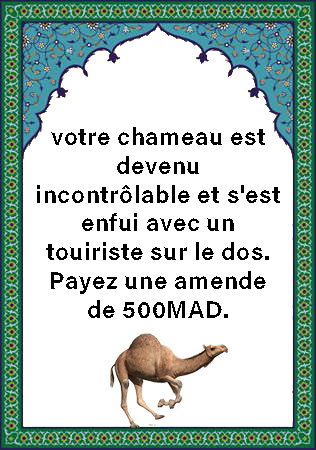 votre chameau est
devenu
incontrôlable et s'est
enfui avec un
touiriste sur le dos.
Payez une amende
de 500MAD.